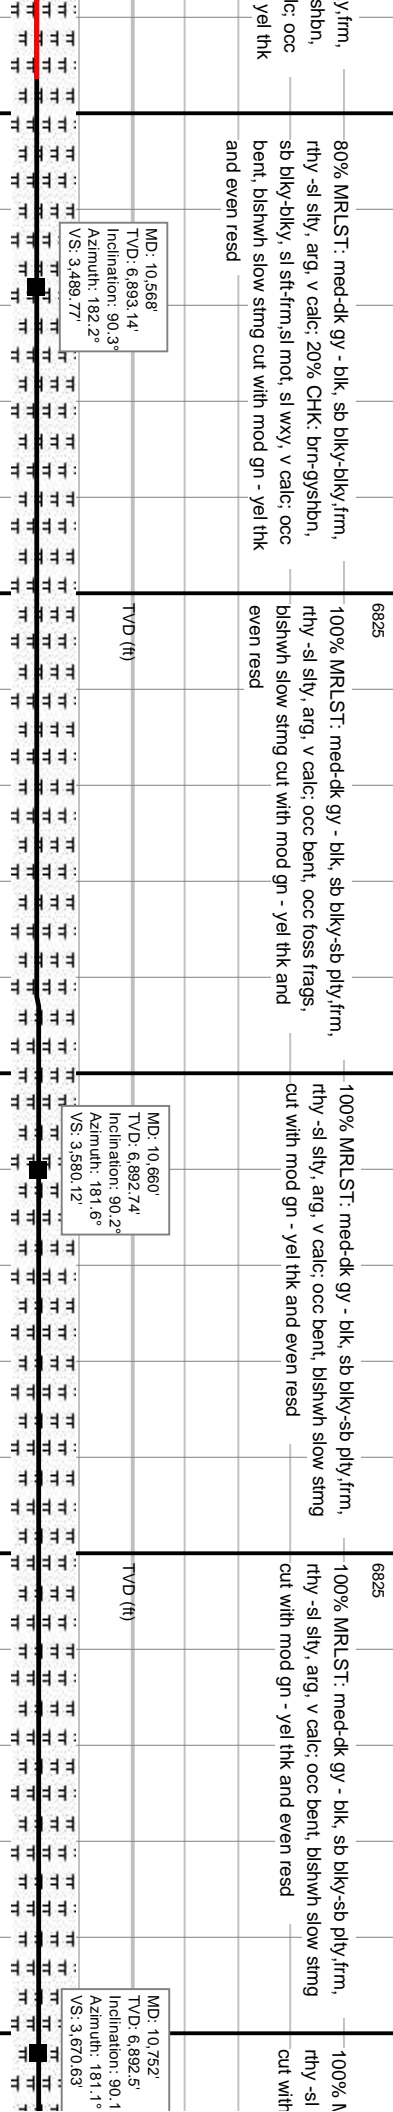 y,frm,
shbn,
lc; occ
yel thk
80% MRLST: med-dk gy - blk, sb blky-blky,frm,
rthy -sl slty, arg, v calc; 20% CHK: brn-gyshbn,
sb blky-blky, sl sft-frm,sl mot, sl wxy, v calc; occ
bent, blshwh slow stmg cut with mod gn - yel thk
and even resd
MD: 10,568'
TVD: 6,893.14'
Inclination: 90.3°
Azimuth: 182.2°
VS: 3,489.77'
6825
TVD (ft)
100% MRLST: med-dk gy - blk, sb blky-sb plty,frm,
rthy -sl slty, arg, v calc; occ bent, occ foss frags,
blshwh slow stmg cut with mod gn - yel thk and
even resd
100% MRLST: med-dk gy - blk, sb blky-sb plty,frm,
rthy -sl slty, arg, v calc; occ bent, blshwh slow stmg
cut with mod gn - yel thk and even resd
MD: 10,660'
TVD: 6,892.74'
Inclination: 90.2°
Azimuth: 181.6°
VS: 3,580.12'
6825
TVD (ft)
100% MRLST: med-dk gy - blk, sb blky-sb plty,frm,
rthy -sl slty, arg, v calc; occ bent, blshwh slow stmg
cut with mod gn - yel thk and even resd
MD: 10,752'
TVD: 6,892.5'
Inclination: 90.1
Azimuth: 181.1°
VS: 3,670.63'
100% M
rthy -sl
cut with